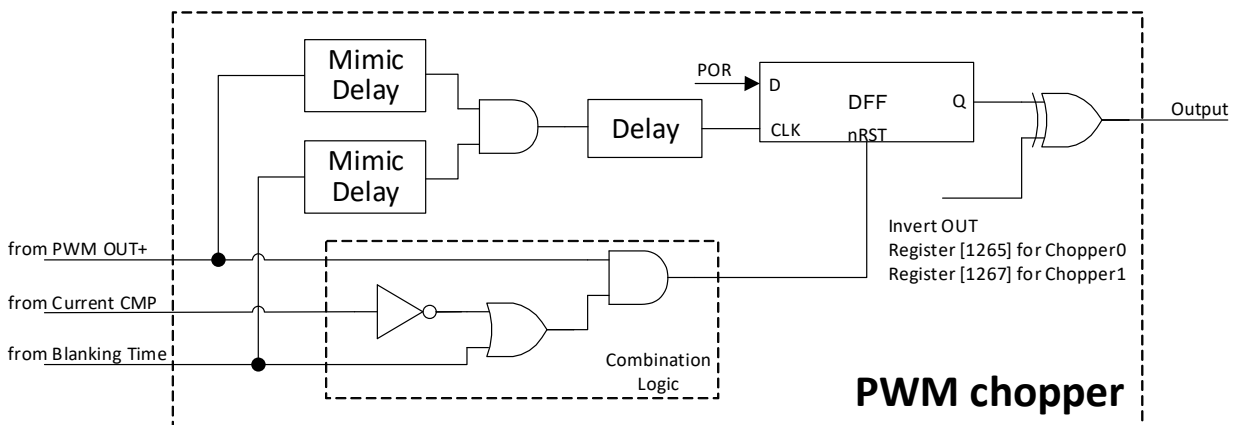 Mimic
Delay
Mimic
Delay
Delay
POR
D
DFF
Q
CLK
nRST
Output
Invert OUT
Register [1265] for Chopper0
Register [1267] for Chopper1
from PWM OUT+
from Current CMP
from Blanking Time
Combination
Logic
PWM chopper